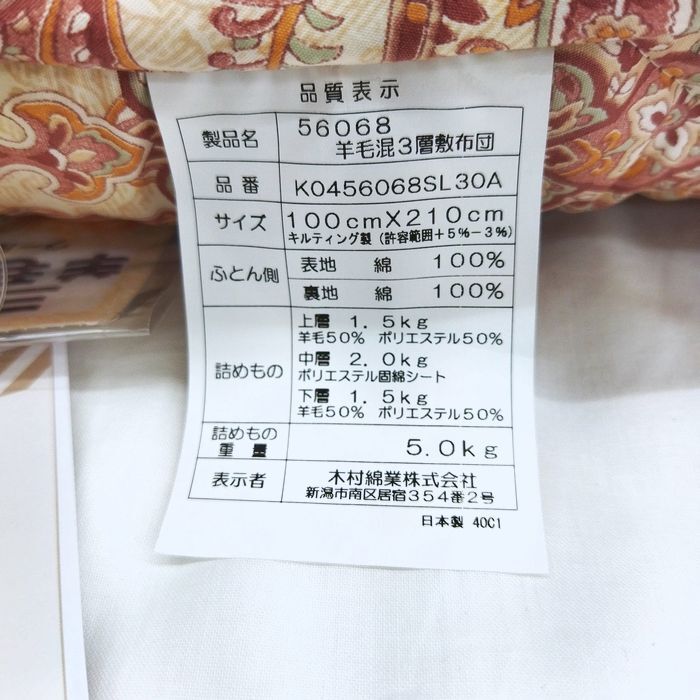 品質表示
製品名 56068
羊毛混3層敷布団
品番 K0456068SL30A
サイズ 100cmX210cm
キルティング製(許容範囲+5%-3%)
ふとん側 表地 綿 100%
裏地 綿 100%
詰めもの 上層 1.5kg
羊毛50% ポリエステル50%
中層 2.0kg
ポリエステル固綿シート
下層 1.5kg
羊毛50% ポリエステル50%
詰めもの
重量 5.0kg
表示者 木村綿業株式会社
新潟市南区居宿354番2号
日本製 40C1